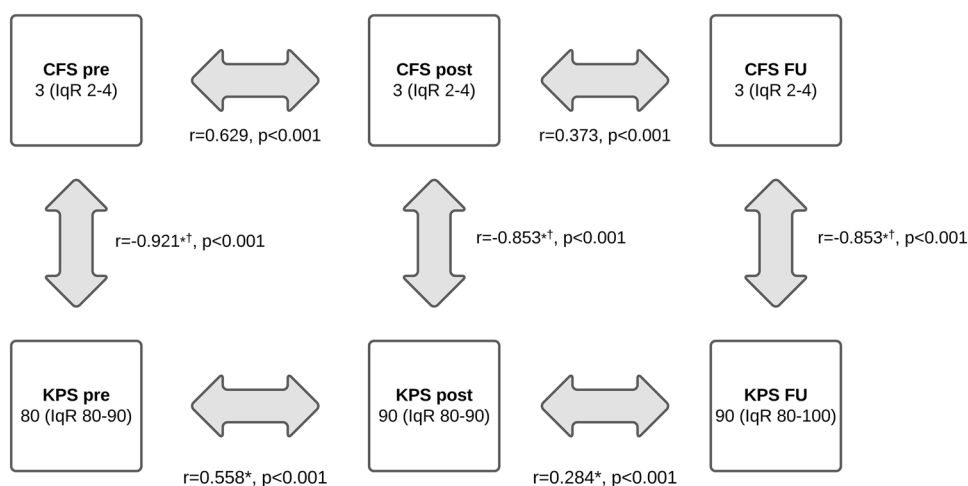 CFS pre
3 (IqR 2-4)
CFS post
3 (IqR 2-4)
CFS FU
3 (IqR 2-4)
r=0.629, p<0.001
r=0.373, p<0.001
r=-0.921*†, p<0.001
r=-0.853*†, p<0.001
r=-0.853*†, p<0.001
KPS pre
80 (IqR 80-90)
KPS post
90 (IqR 80-90)
KPS FU
90 (IqR 80-100)
r=0.558*, p<0.001
r=0.284*, p<0.001